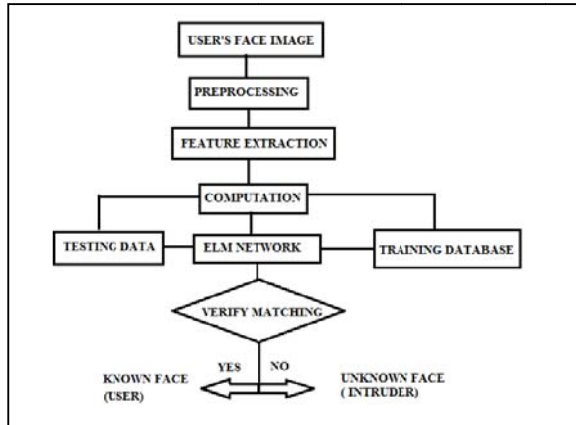 USER'S FACE IMAGE
PREPROCESSING
FEATURE EXTRACTION
COMPUTATION
TESTING DATA
ELM NETWORK
TRAINING DATABASE
VERIFY MATCHING
YES
NO
KNOWN FACE
(USER)
UNKNOWN FACE
( INTRUDER)